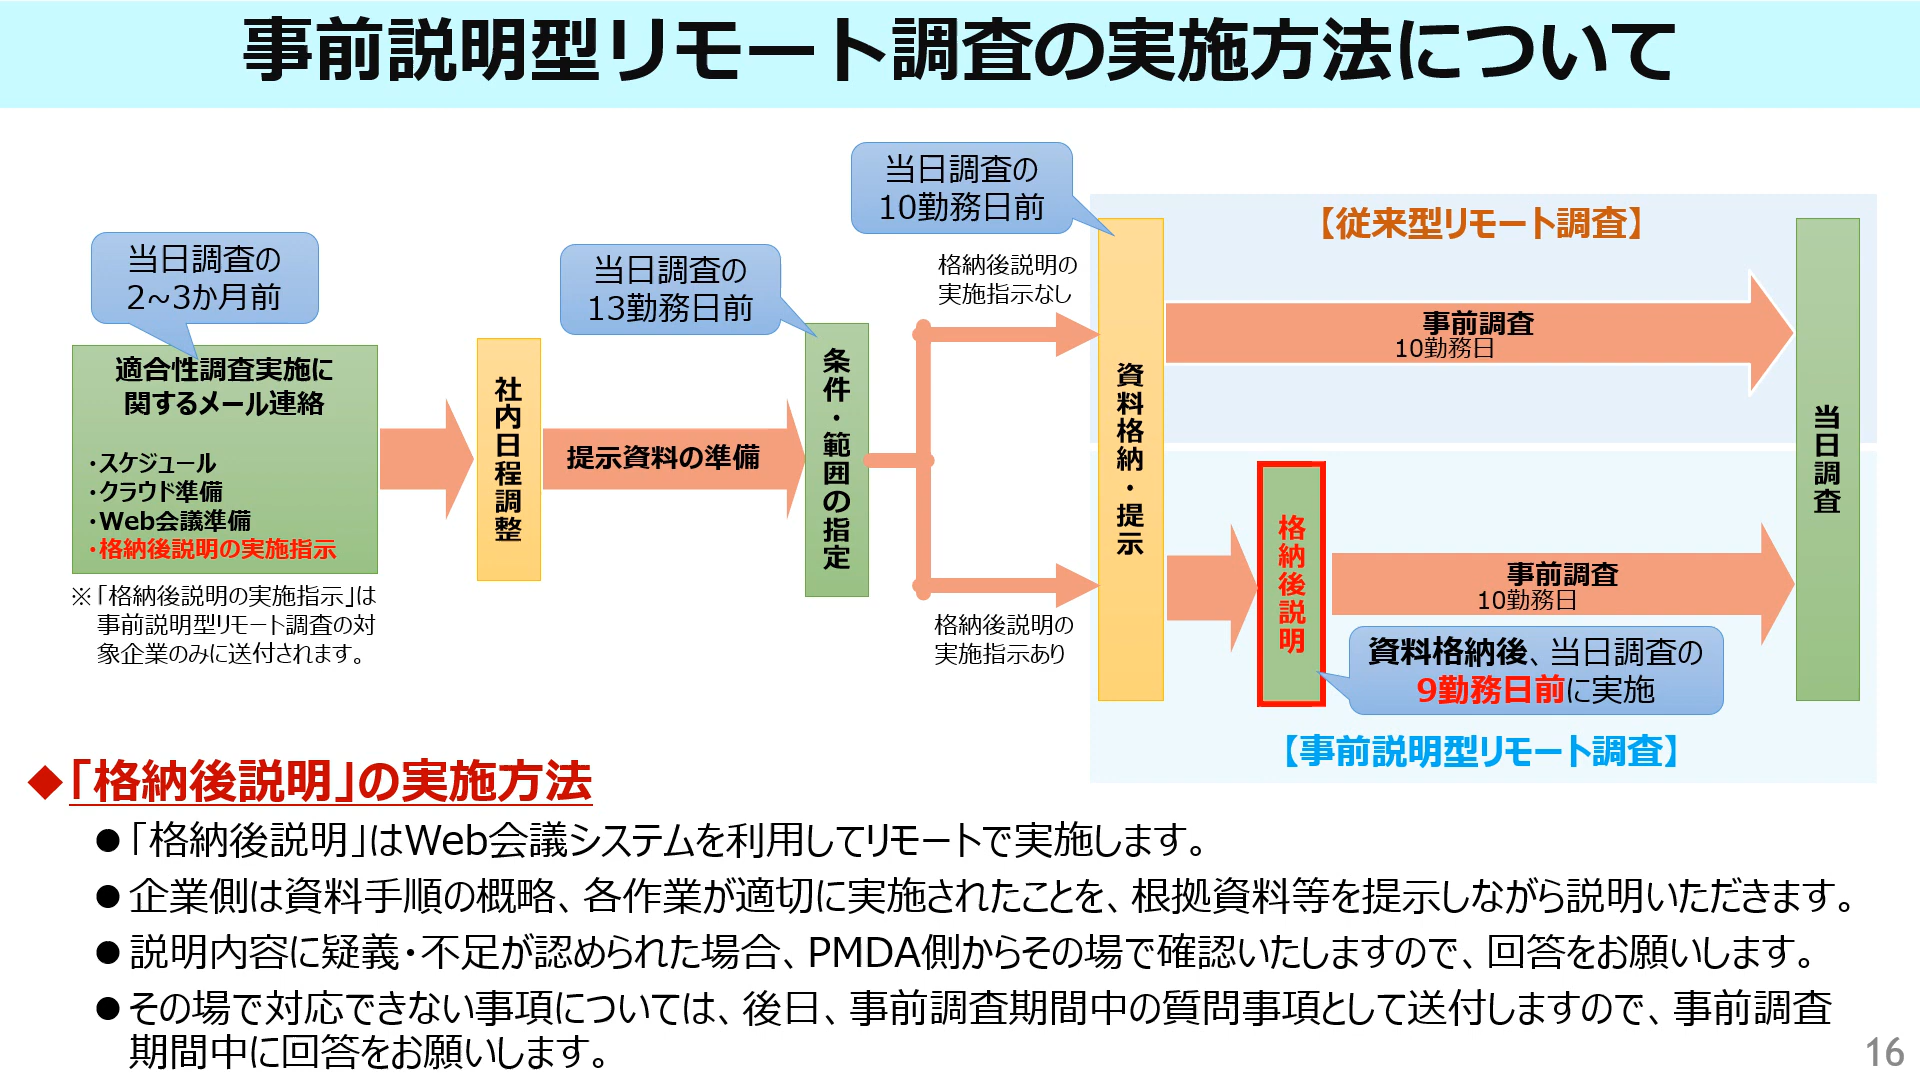 事前説明型リモート調査の実施方法について
当日調査の
2~3か月前
適合性調査実施に
関するメール連絡
・スケジュール
・クラウド準備
・Web会議準備
・格納後説明の実施指示
※「格納後説明の実施指示」は
事前説明型リモート調査の対
象企業のみに送付されます。
社内日程調整
提示資料の準備
当日調査の
13勤務日前
条件・範囲の指定
格納後説明の
実施指示なし
格納後説明の
実施指示あり
当日調査の
10勤務日前
資料格納・提示
【従来型リモート調査】
事前調査
10勤務日
格納後説明
事前調査
10勤務日
資料格納後、当日調査の
9勤務日前に実施
【事前説明型リモート調査】
当日調査
◆「格納後説明」の実施方法
●「格納後説明」はWeb会議システムを利用してリモートで実施します。
●企業側は資料手順の概略、各作業が適切に実施されたことを、根拠資料等を提示しながら説明いただきます。
●説明内容に疑義・不足が認められた場合、PMDA側からその場で確認いたしますので、回答をお願いします。
●その場で対応できない事項については、後日、事前調査期間中の質問事項として送付しますので、事前調査
期間中に回答をお願いします。
16